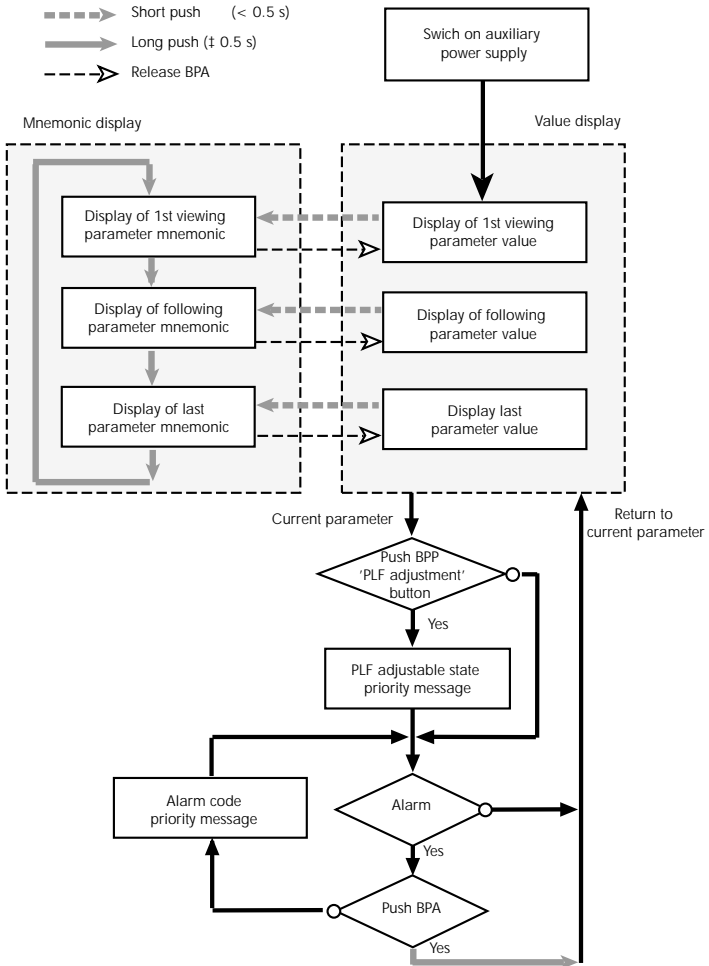 Short push (< 0.5 s)
Long push (‡ 0.5 s)
Release BPA
Swich on auxiliary
power supply
Mnemonic display
Value display
Display of 1st viewing
parameter mnemonic
Display of 1st viewing
parameter value
Display of following
parameter mnemonic
Display of following
parameter value
Display of last
parameter mnemonic
Display last
parameter value
Current parameter
Return to
current parameter
Push BPP
'PLF adjustment'
button
Yes
PLF adjustable state
priority message
Alarm code
priority message
Alarm
Yes
Push BPA
Yes